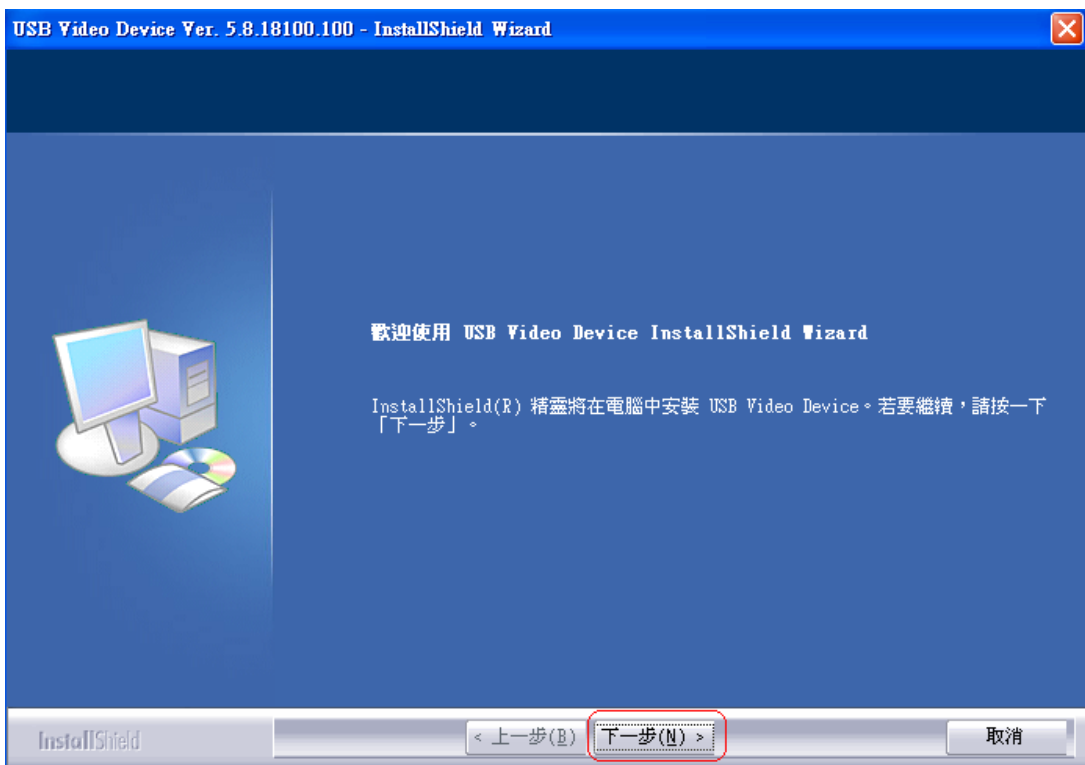 USB Video Device Ver. 5.8.18100.100 - InstallShield Wizard
歡迎使用 USB Video Device InstallShield Wizard
InstallShield(R) 精靈將在電腦中安裝 USB Video Device。若要繼續，請按一下
「下一步」。
InstallShield
< 上一步(B)
下一步(N) >
取消